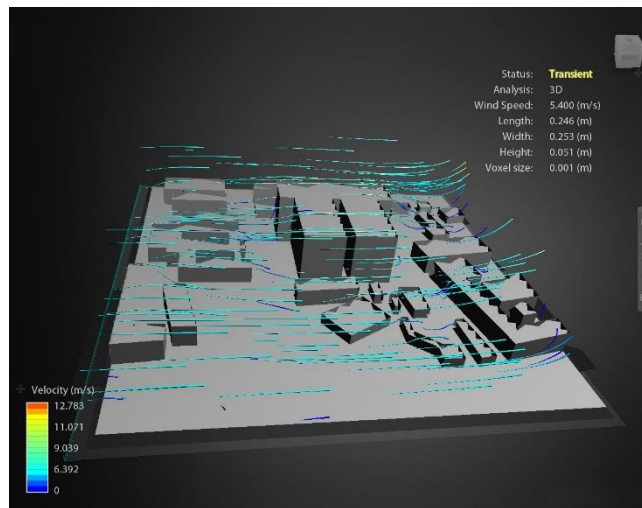 Status: Transient
Analysis: 3D
Wind Speed: 5.400 (m/s)
Length: 0.246 (m)
Width: 0.253 (m)
Height: 0.051 (m)
Voxel size: 0.001 (m)
Velocity (m/s)
12.783
11.071
9.039
6.392
0